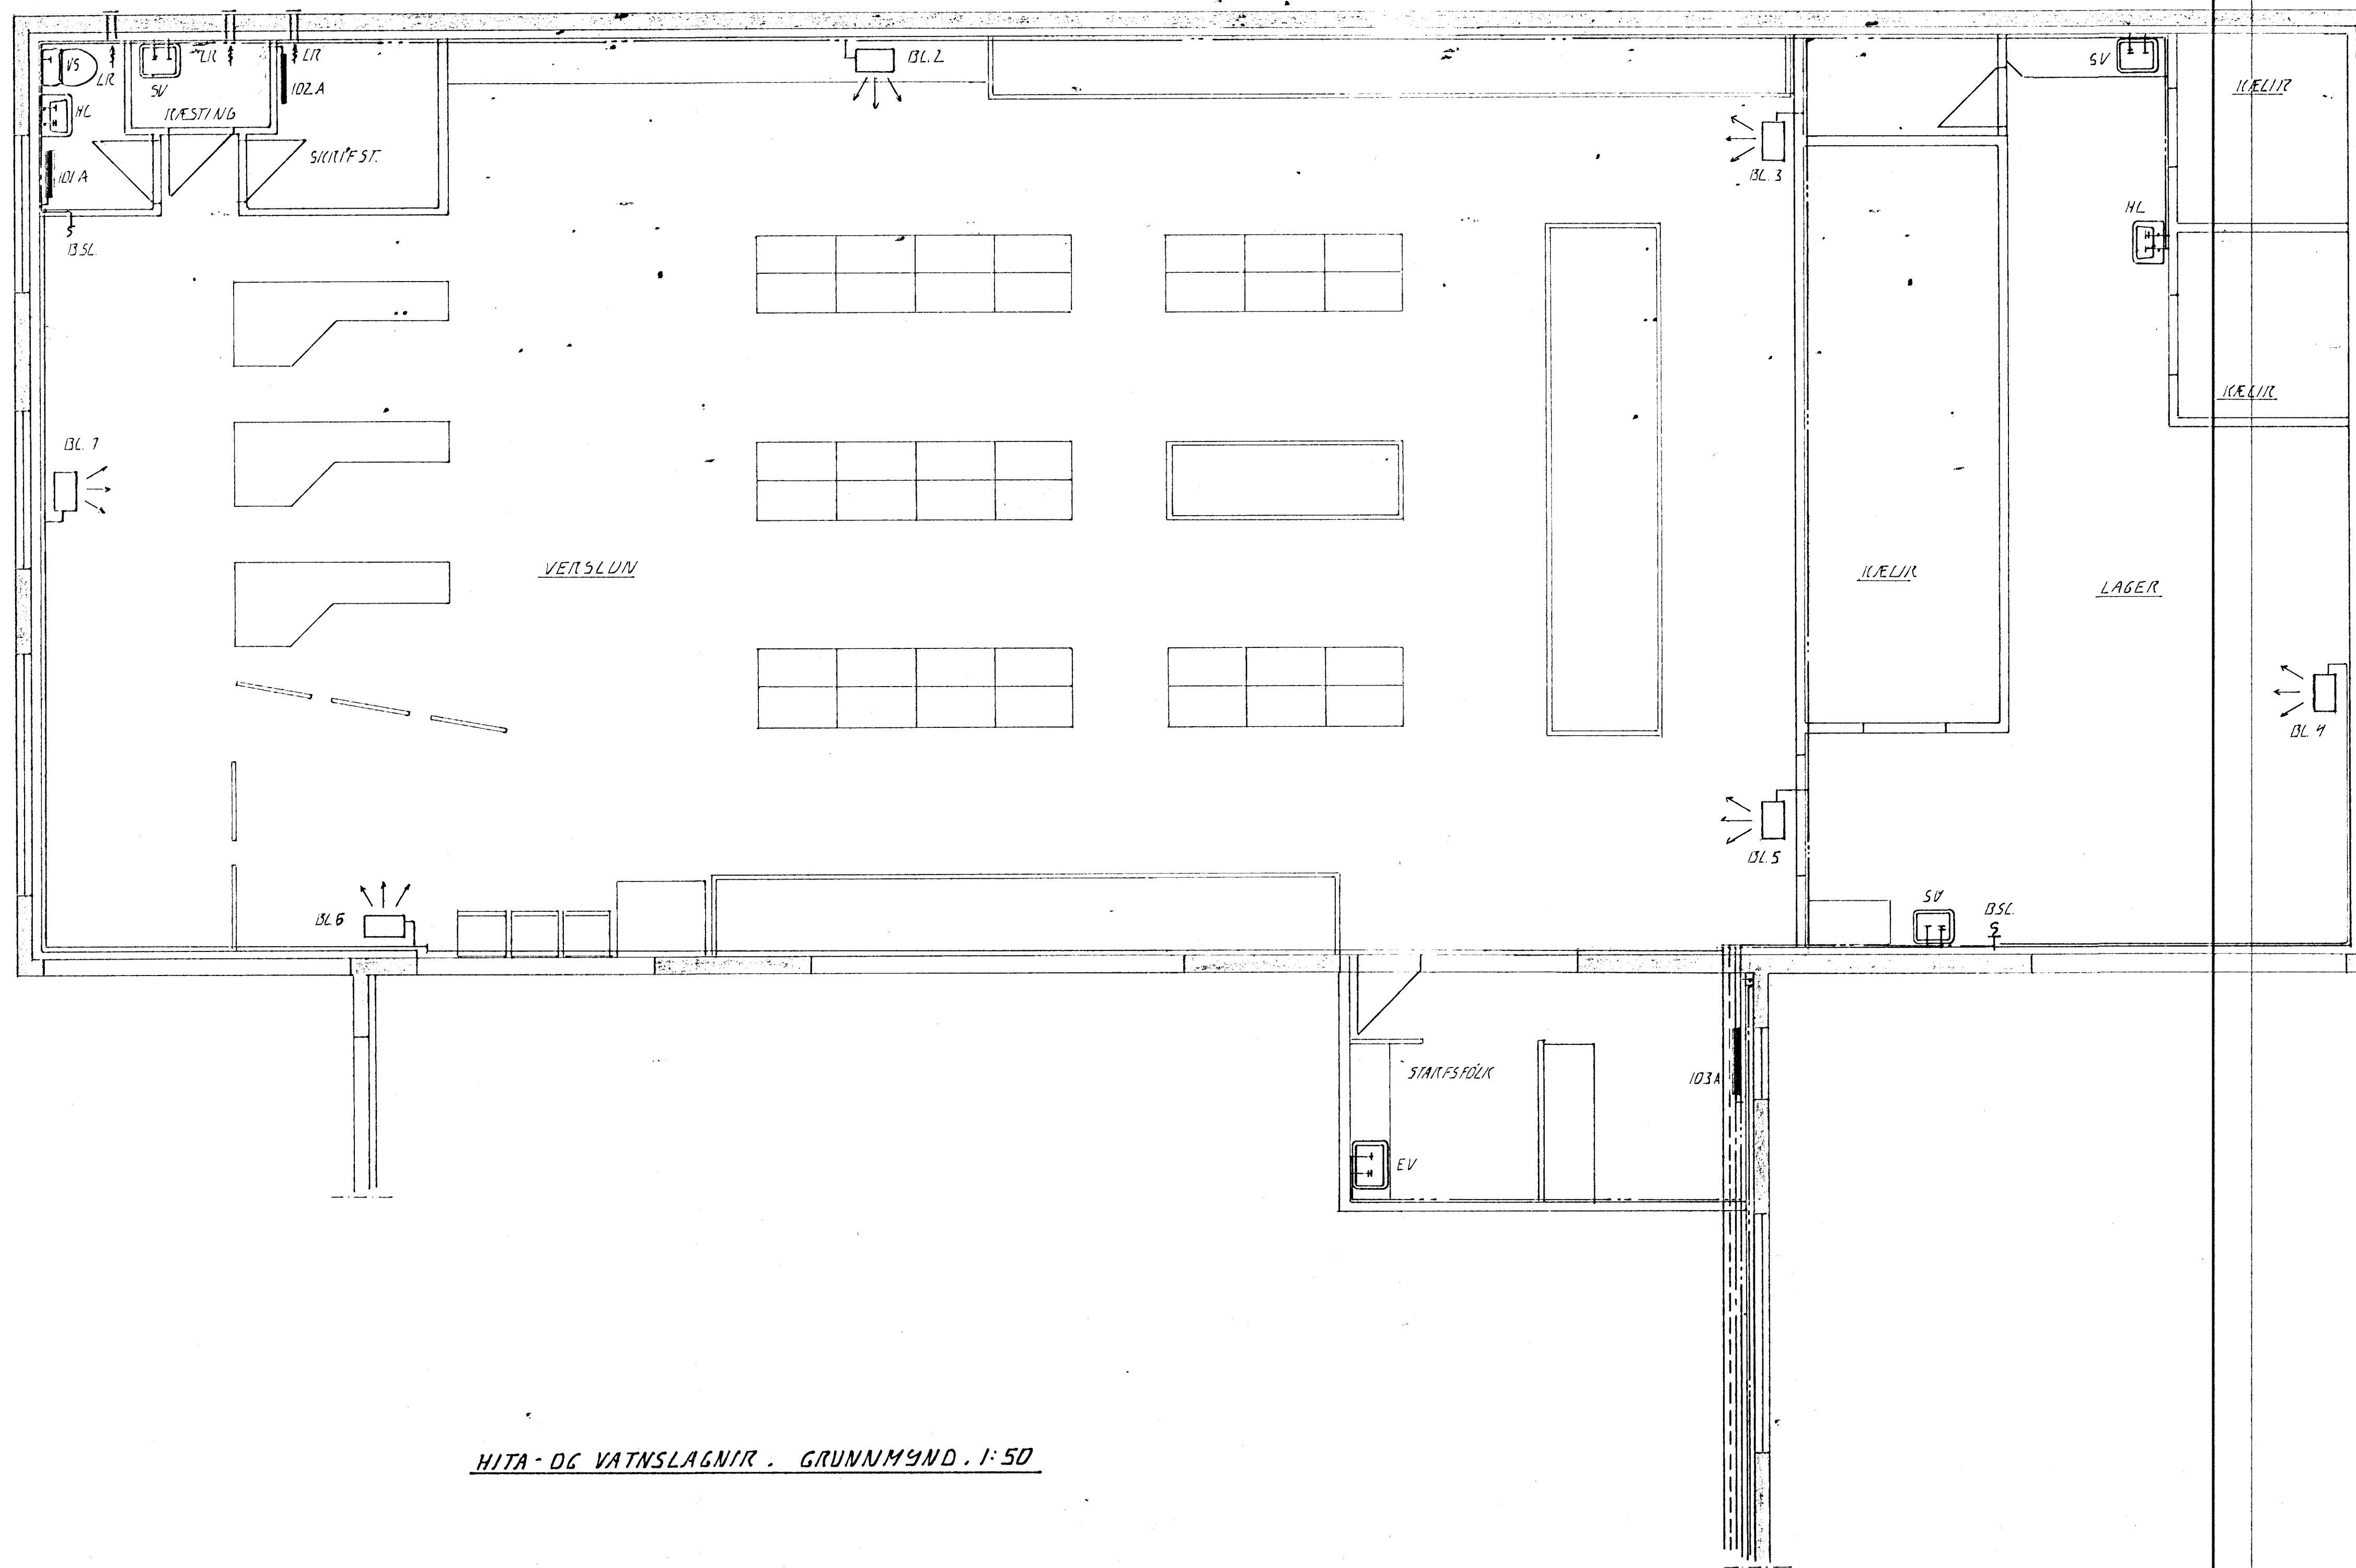 VS
LR
SV
LR
LR
102 A
HL
RÆSTING
SKRIFST.
101 A
BSL.
BL. 2
BL. 3
SV
KÆLIR
HL
KÆLIR
BL. 7
VERSLUN
KÆLIR
LAGER
BL. 4
BL. 5
BL. 6
SV
BSL.
STARFSFÓLK
103 A
EV
HITA- OG VATNSLAGNIR. GRUNNMYND. 1:50